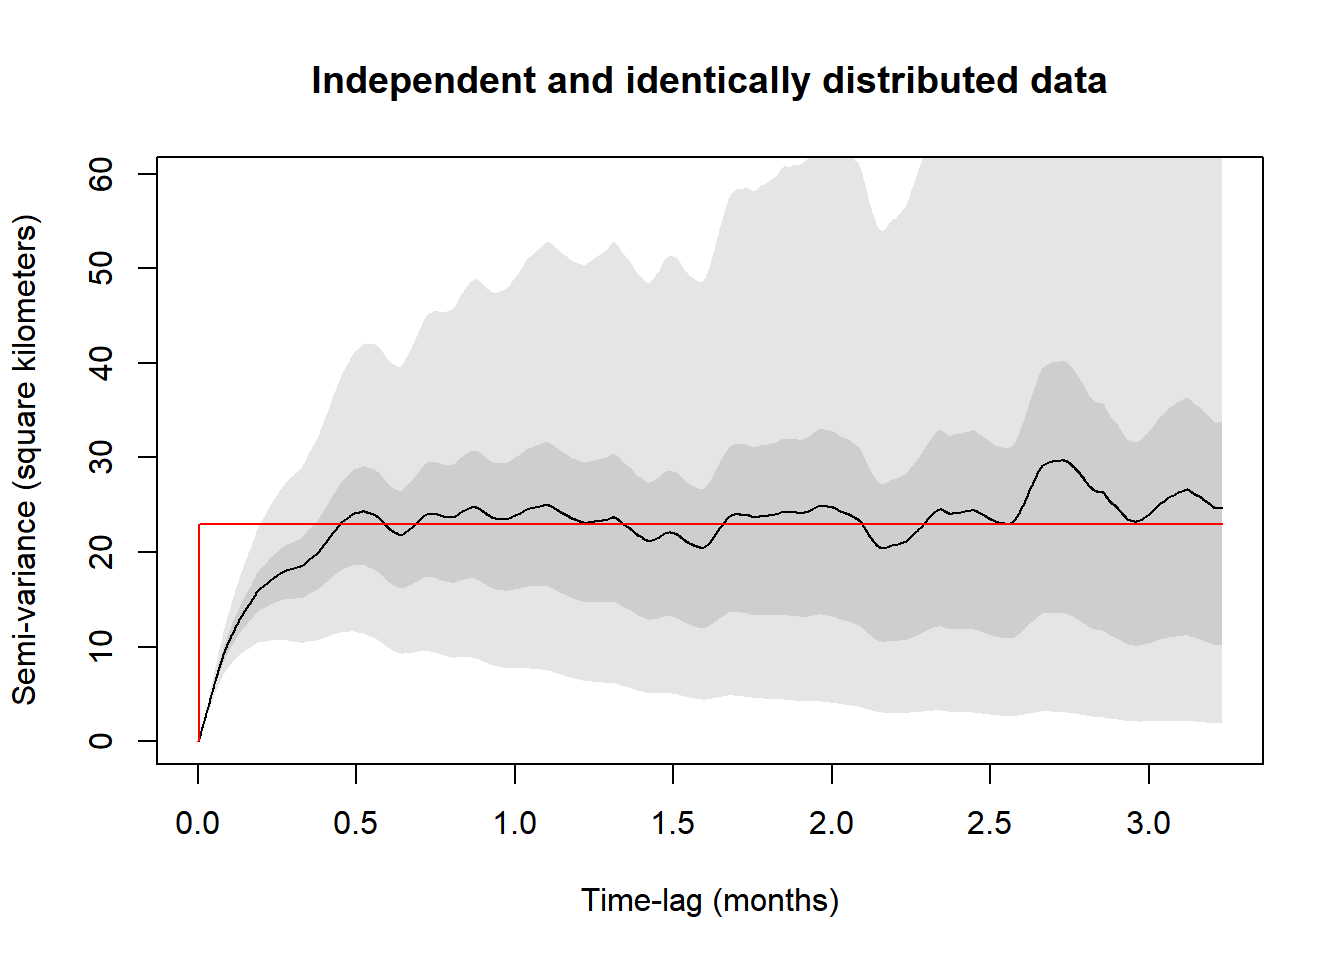 Independent and identically distributed data
Semi-variance (square kilometers)
60
50
40
30
20
10
0
0.0 0.5 1.0 1.5 2.0 2.5 3.0
Time-lag (months)